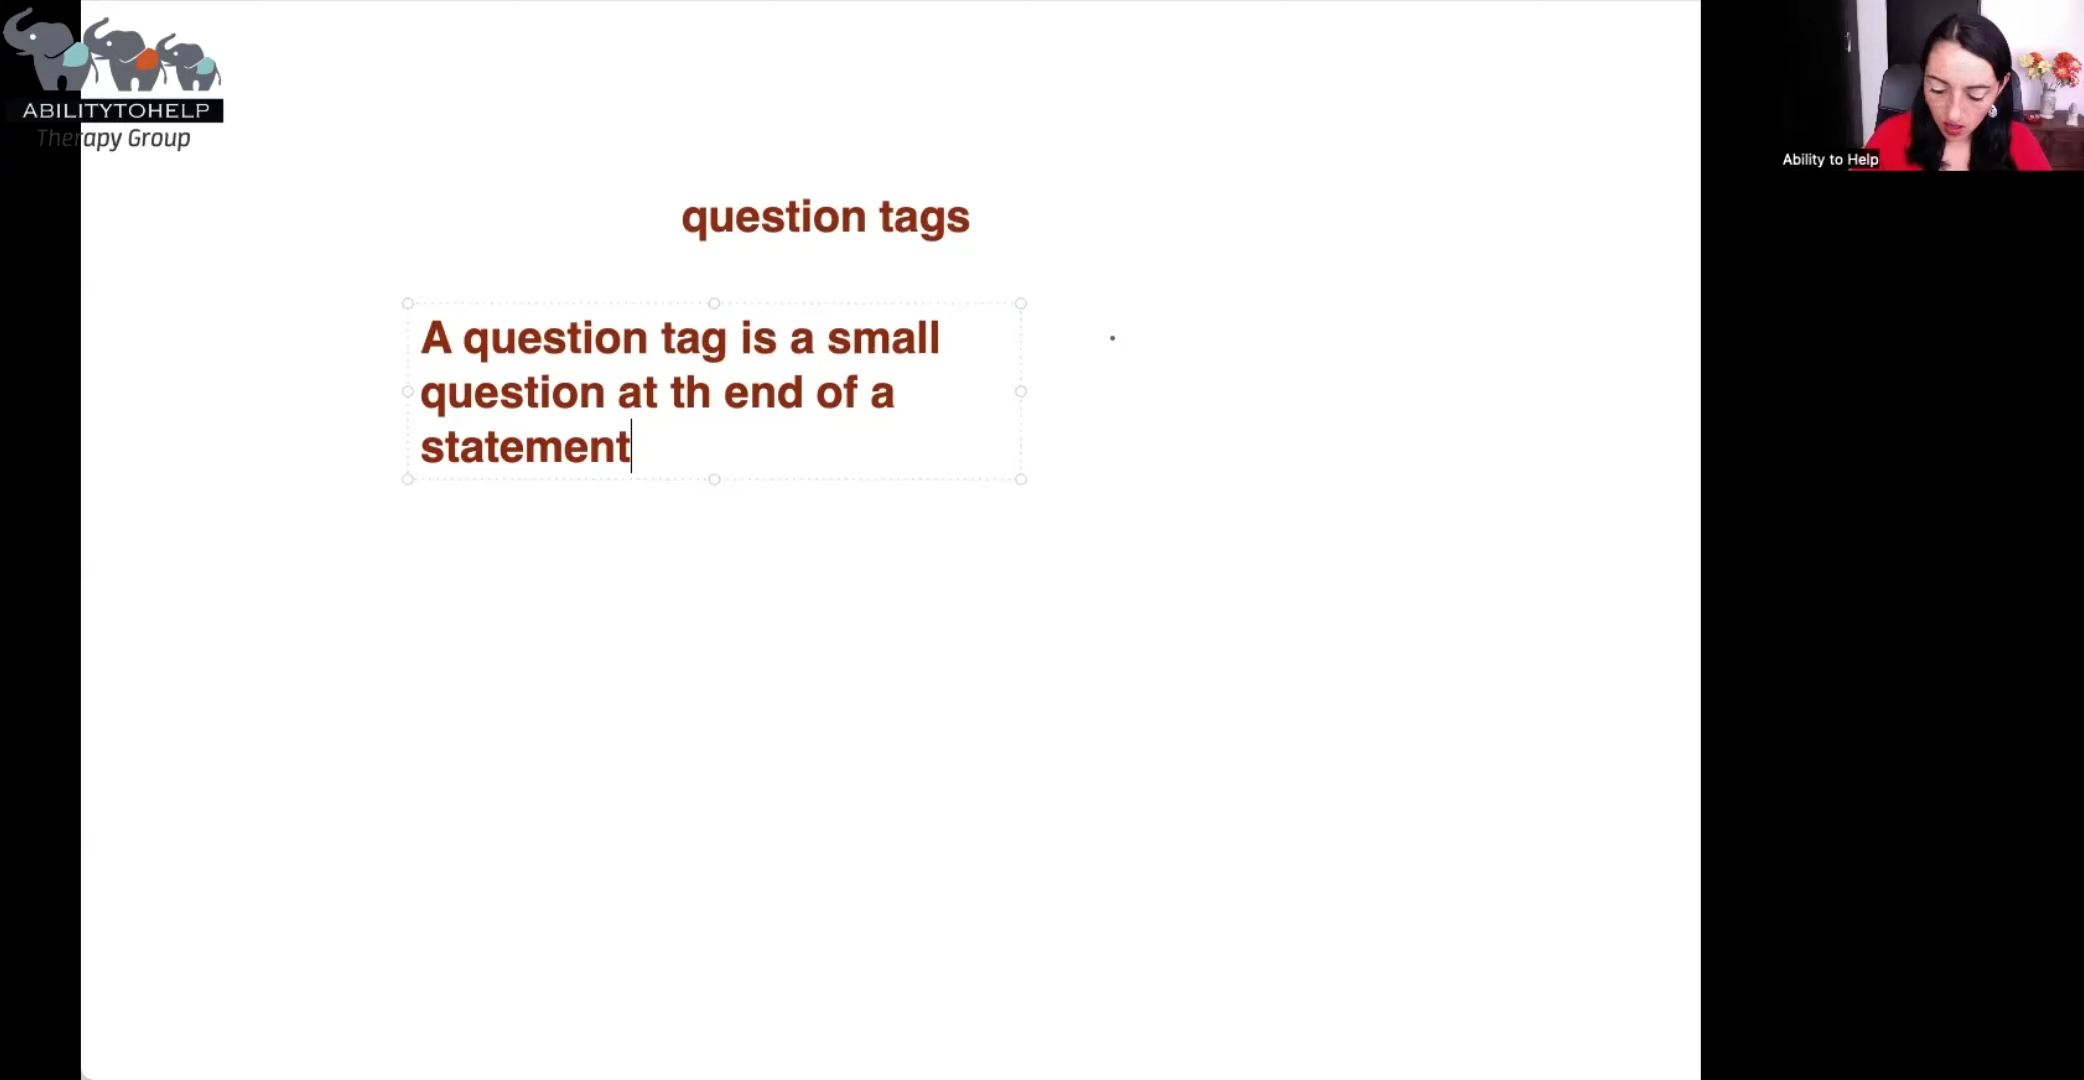 ABILITYTOHELP
Therapy Group
Ability to Help
question tags
A question tag is a small
question at th end of a
statement